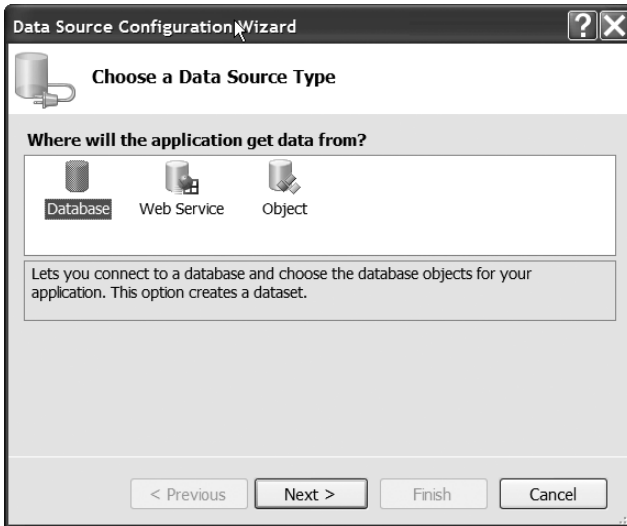 Data Source Configuration Wizard
Choose a Data Source Type
Where will the application get data from?
Database Web Service Object
Lets you connect to a database and choose the database objects for your
application. This option creates a dataset.
< Previous Next > Finish Cancel